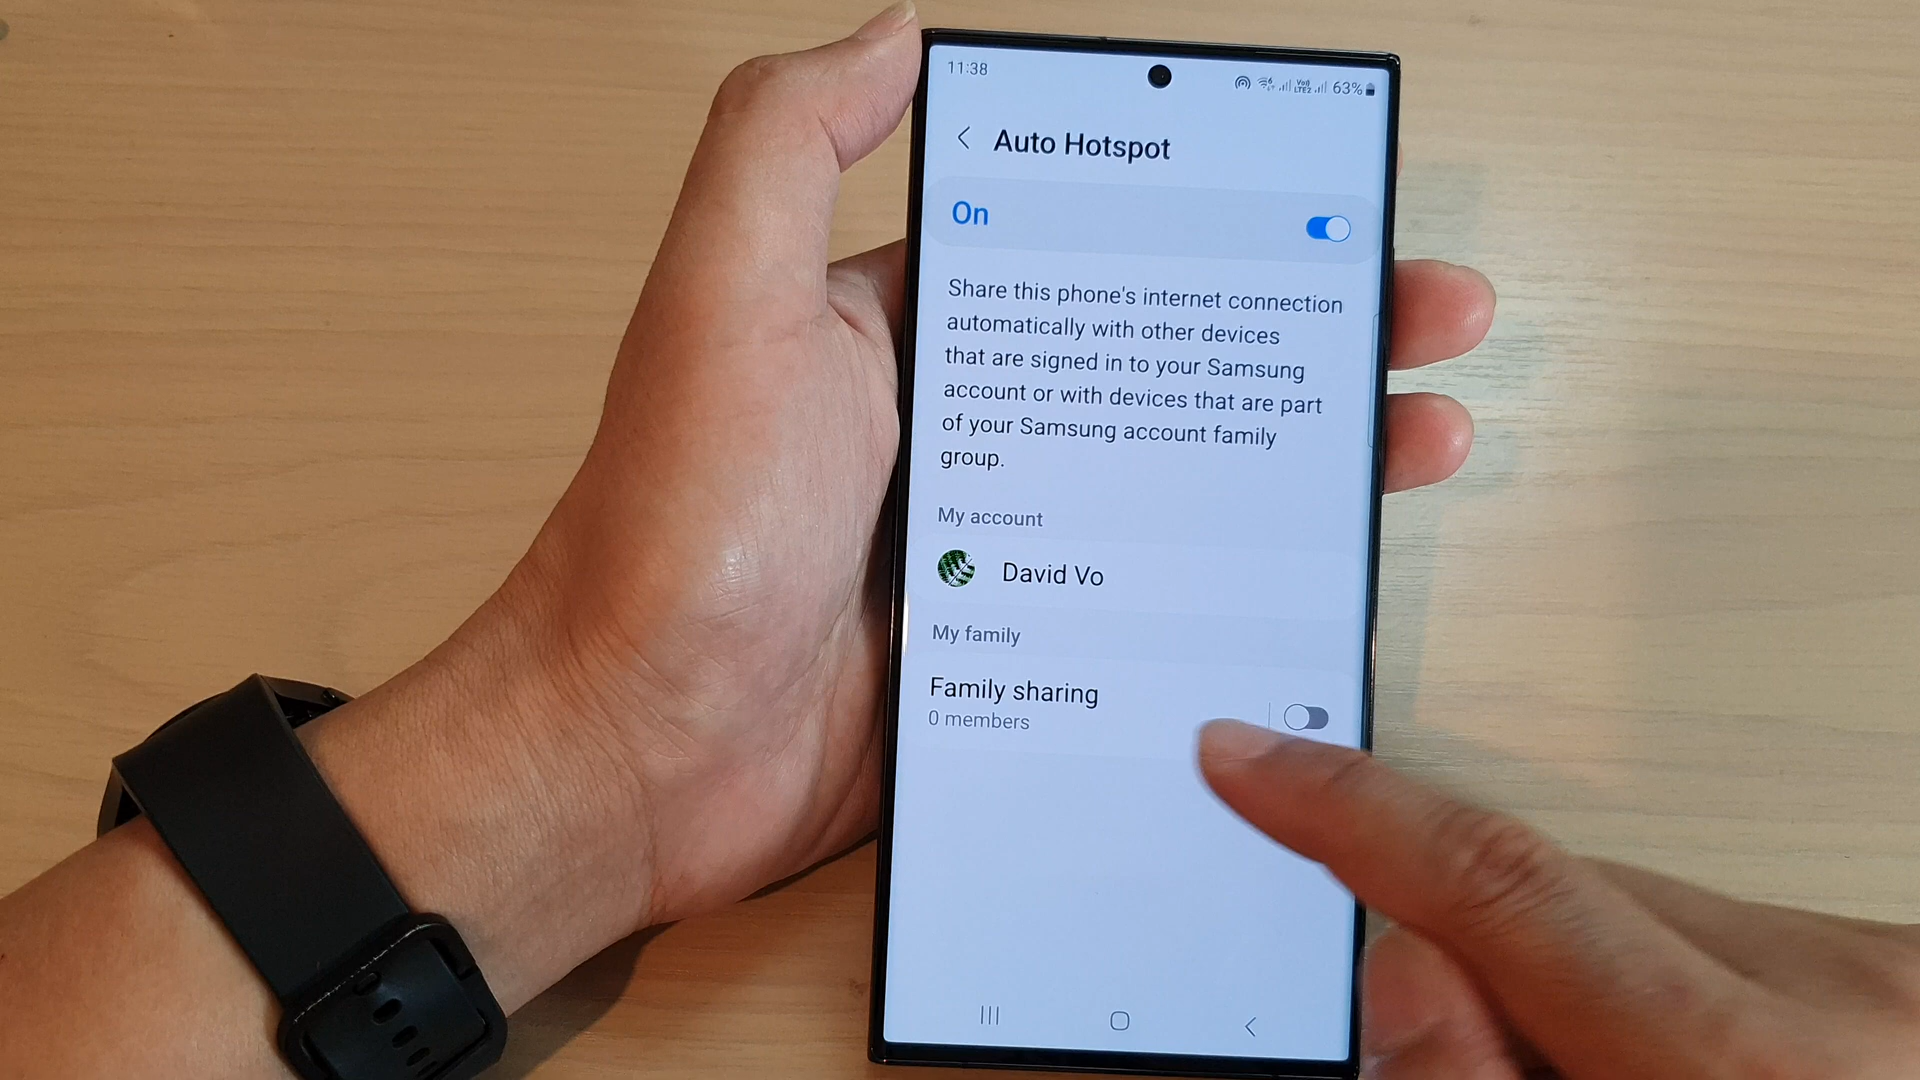 11:38
63%
Auto Hotspot
On
Share this phone's internet connection
automatically with other devices
that are signed in to your Samsung
account or with devices that are part
of your Samsung account family
group.
My account
David Vo
My family
Family sharing
0 members